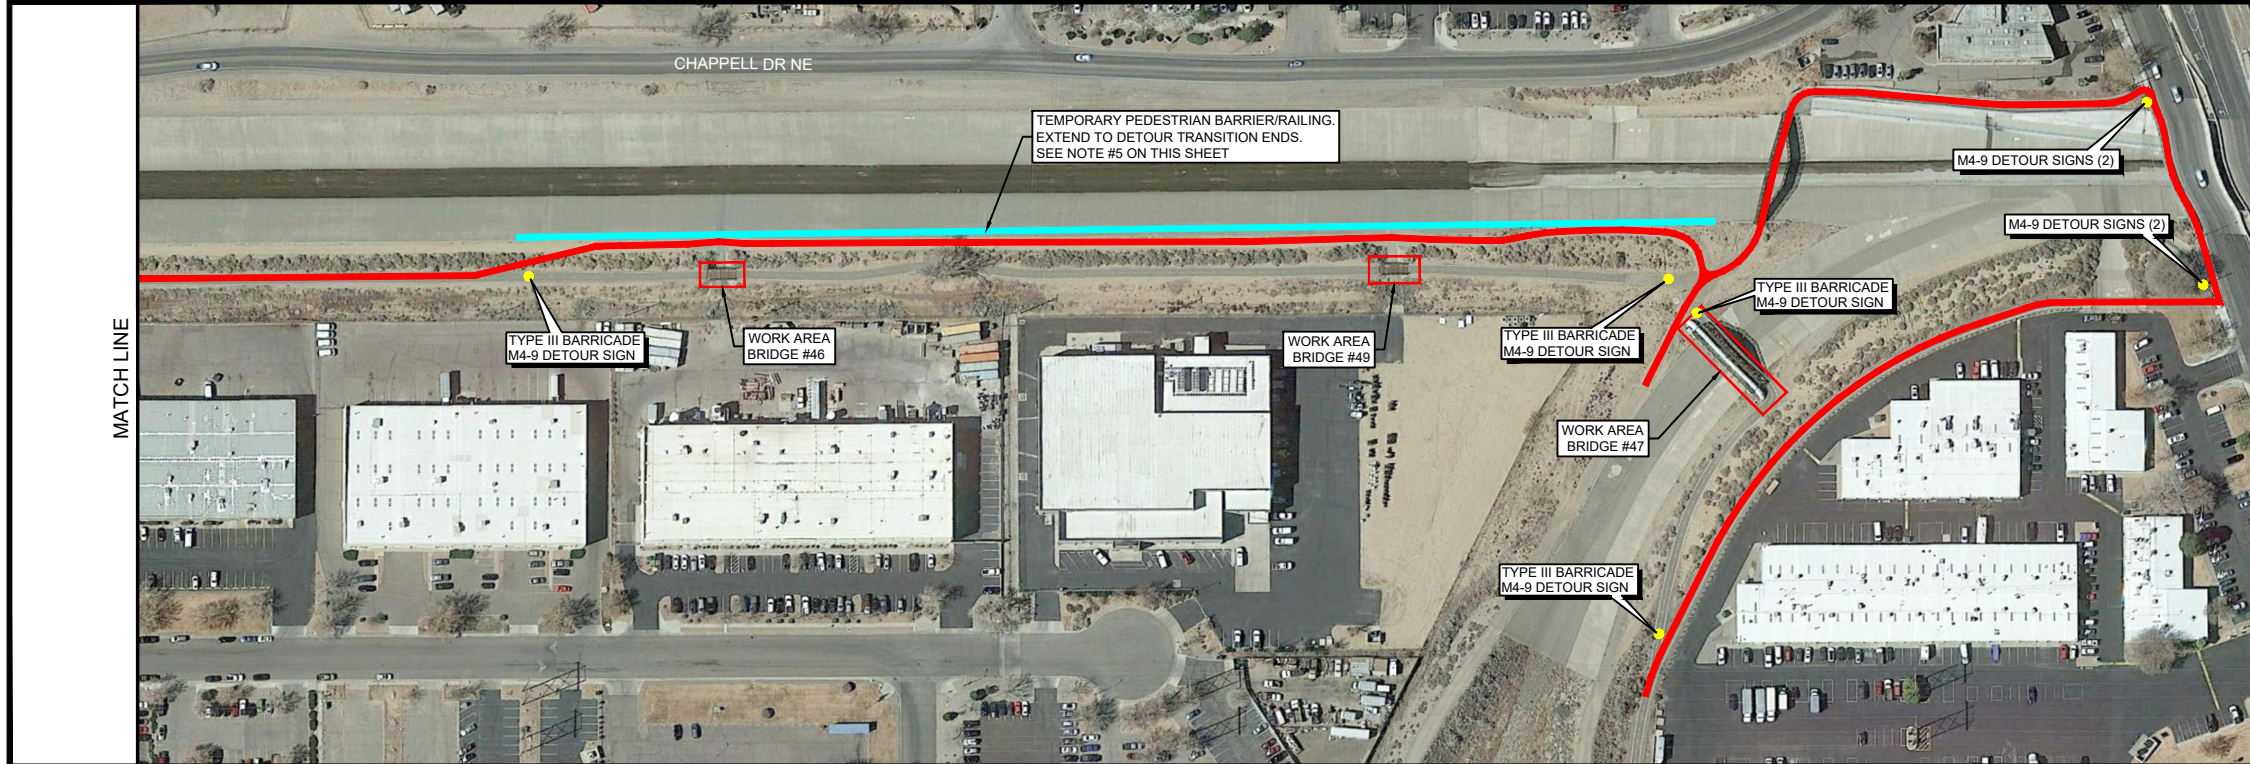 CHAPPELL DR NE
TEMPORARY PEDESTRIAN BARRIER/RAILING.
EXTEND TO DETOUR TRANSITION ENDS.
SEE NOTE #5 ON THIS SHEET
M4-9 DETOUR SIGNS (2)
M4-9 DETOUR SIGNS (2)
TYPE III BARRICADE
M4-9 DETOUR SIGN
MATCH LINE
TYPE III BARRICADE
M4-9 DETOUR SIGN
WORK AREA
BRIDGE #46
WORK AREA
BRIDGE #49
TYPE III BARRICADE
M4-9 DETOUR SIGN
WORK AREA
BRIDGE #47
TYPE III BARRICADE
M4-9 DETOUR SIGN